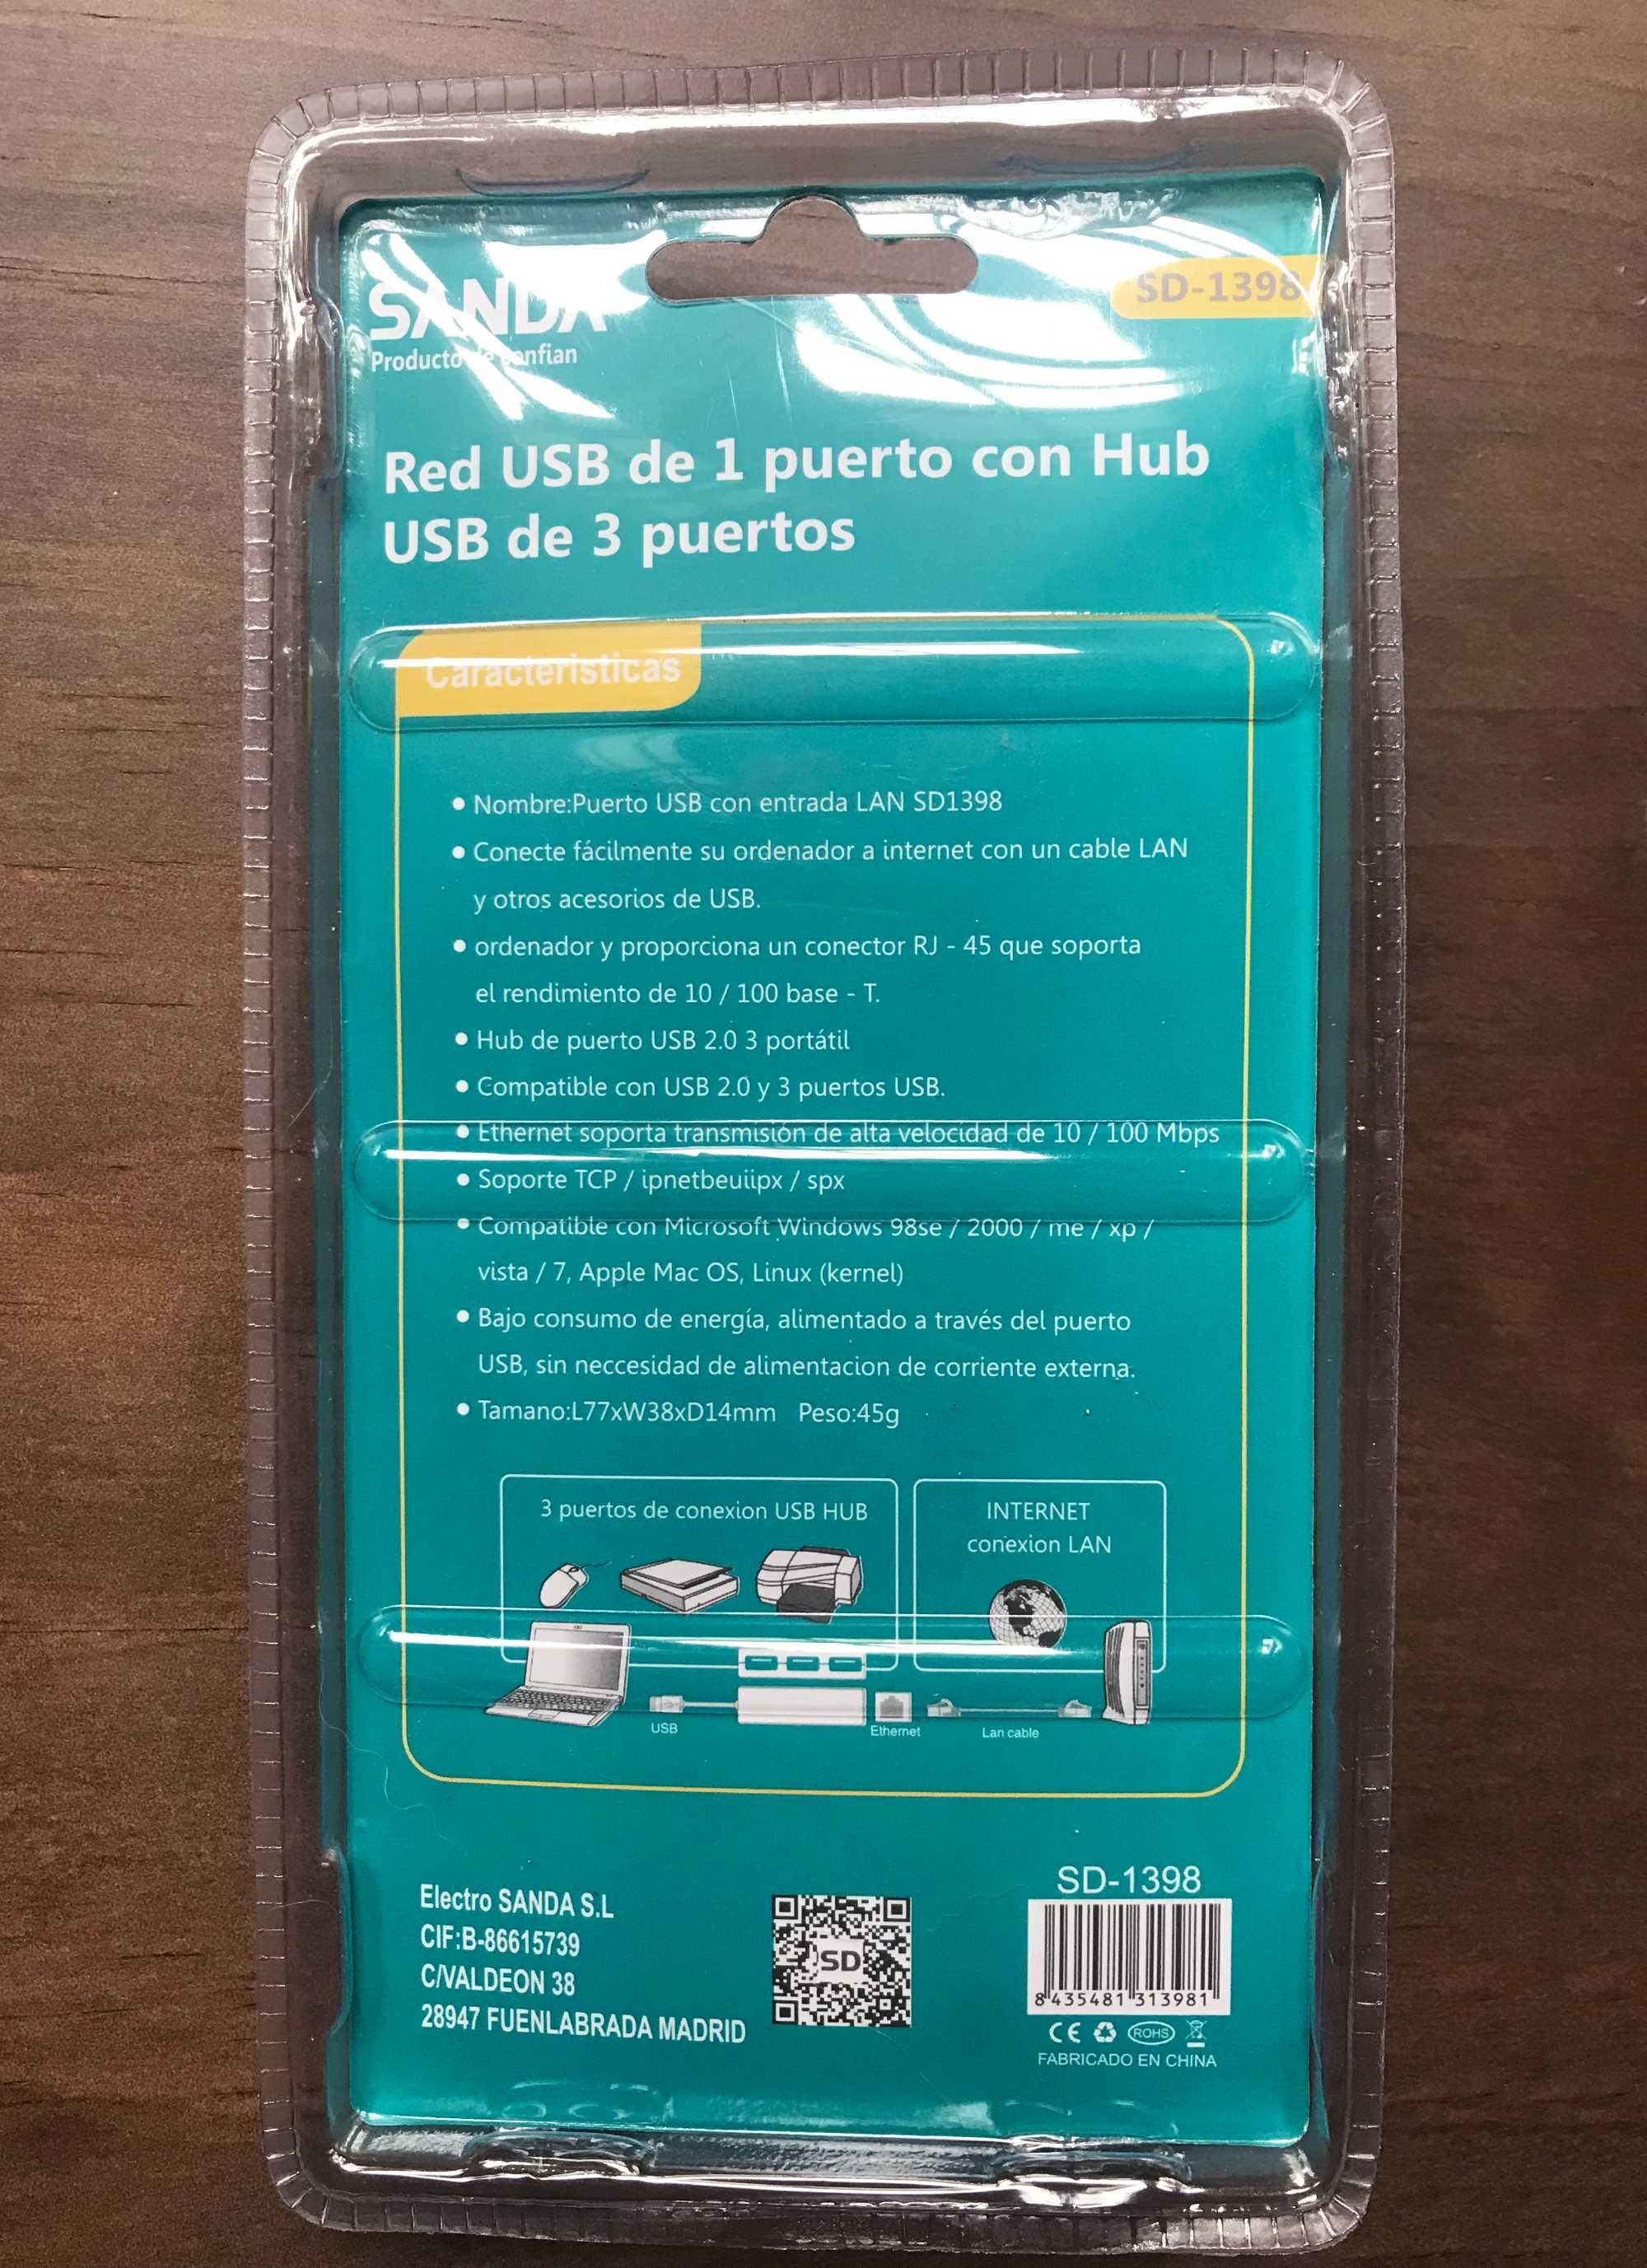 SANDA
SD-1398
Producto de confian
Red USB de 1 puerto con Hub
USB de 3 puertos
Caracteristicas
• Nombre:Puerto USB con entrada LAN SD1398
• Conecte fácilmente su ordenador a internet con un cable LAN
y otros acesorios de USB.
• ordenador y proporciona un conector RJ - 45 que soporta
el rendimiento de 10 / 100 base - T.
• Hub de puerto USB 2.0 3 portátil
• Compatible con USB 2.0 y 3 puertos USB.
• Ethernet soporta transmisión de alta velocidad de 10 / 100 Mbps
• Soporte TCP / ipnetbeuiipx / spx
• Compatible con Microsoft Windows 98se / 2000 / me / xp /
vista / 7, Apple Mac OS, Linux (kernel)
• Bajo consumo de energía, alimentado a través del puerto
USB, sin neccesidad de alimentacion de corriente externa.
• Tamano:L77xW38xD14mm Peso:45g
3 puertos de conexion USB HUB
INTERNET
conexion LAN
USB
Ethernet
Lan cable
Electro SANDA S.L
CIF:B-86615739
C/VALDEON 38
28947 FUENLABRADA MADRID
SD
SD-1398
8 435481 313981
CE ROHS
FABRICADO EN CHINA